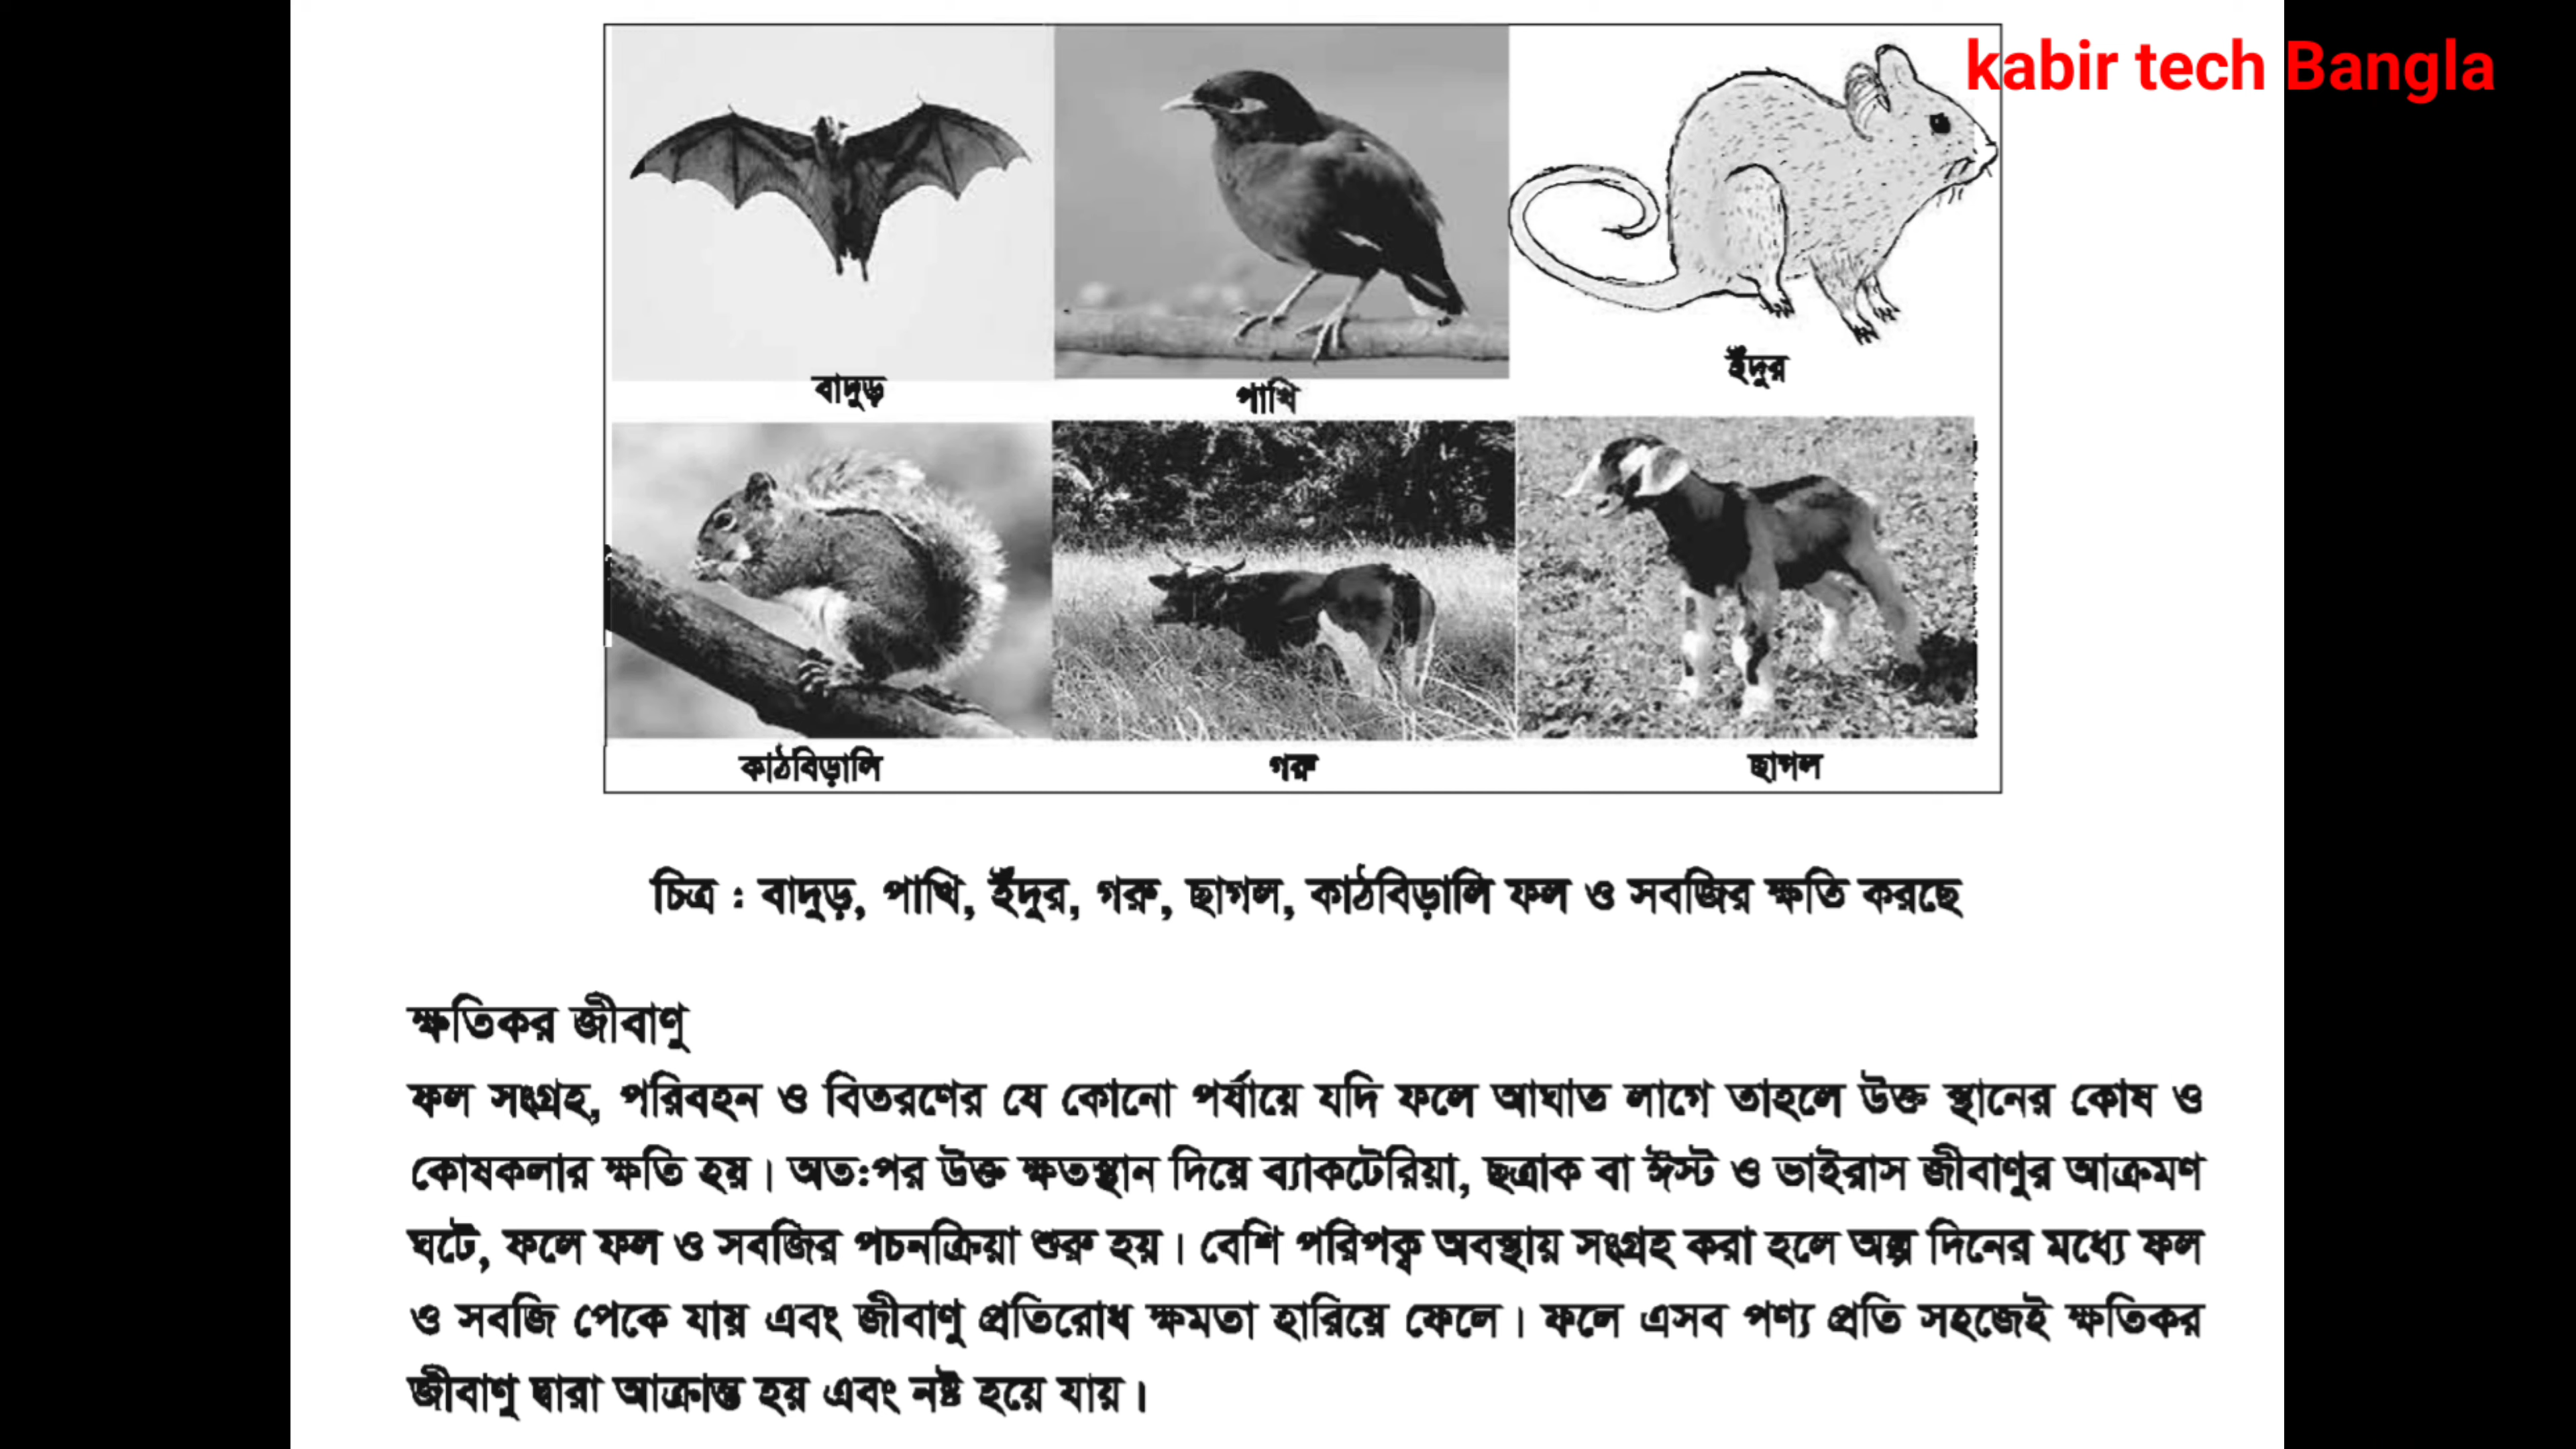 kabir tech Bangla
বাদুড়
পাখি
ইঁদুর
কাঠবিড়ালি
গরু
ছাগল
চিত্র : বাদুড়, পাখি, ইঁদুর, গরু, ছাগল, কাঠবিড়ালি ফল ও সবজির ক্ষতি করছে
ক্ষতিকর জীবাণু
ফল সংগ্রহ, পরিবহন ও বিতরণের যে কোনো পর্যায়ে যদি ফলে আঘাত লাগে তাহলে উক্ত স্থানের কোষ ও
কোষকলার ক্ষতি হয়। অত:পর উক্ত ক্ষতস্থান দিয়ে ব্যাকটেরিয়া, ছত্রাক বা ঈস্ট ও ভাইরাস জীবাণুর আক্রমণ
ঘটে, ফলে ফল ও সবজির পচনক্রিয়া শুরু হয়। বেশি পরিপক্ব অবস্থায় সংগ্রহ করা হলে অল্প দিনের মধ্যে ফল
ও সবজি পেকে যায় এবং জীবাণু প্রতিরোধ ক্ষমতা হারিয়ে ফেলে। ফলে এসব পণ্য প্রতি সহজেই ক্ষতিকর
জীবাণু দ্বারা আক্রান্ত হয় এবং নষ্ট হয়ে যায়।